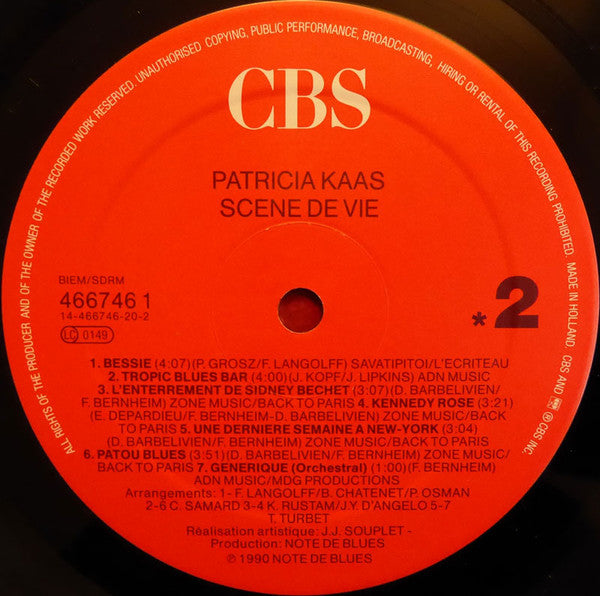 ALL RIGHTS OF THE PRODUCER AND OF THE OWNER OF THE RECORDED WORK RESERVED. UNAUTHORISED COPYING, PUBLIC PERFORMANCE, BROADCASTING, HIRING OR RENTAL OF THIS RECORDING PROHIBITED. MADE IN HOLLAND. CBS AND ARE ® CBS INC.
CBS
PATRICIA KAAS
SCENE DE VIE
BIEM/SDRM
466746 1
14-466746-20-2
LC 0149
*2
1. BESSIE (4:07)(P. GROSZ/F. LANGOLFF) SAVATIPITOI/L'ECRITEAU
2. TROPIC BLUES BAR (4:00)(J. KOPF/J. LIPKINS) ADN MUSIC
3. L'ENTERREMENT DE SIDNEY BECHET (3:07)(D. BARBELIVIEN/
F. BERNHEIM) ZONE MUSIC/BACK TO PARIS 4. KENNEDY ROSE (3:21)
(E. DEPARDIEU/F. BERNHEIM-D. BARBELIVIEN) ZONE MUSIC/BACK
TO PARIS 5. UNE DERNIERE SEMAINE A NEW-YORK (3:04)
(D. BARBELIVIEN/F. BERNHEIM) ZONE MUSIC/BACK TO PARIS
6. PATOU BLUES (3:51)(D. BARBELIVIEN/F. BERNHEIM) ZONE MUSIC/
BACK TO PARIS 7. GENERIQUE (Orchestral) (1:00)(F. BERNHEIM)
ADN MUSIC/MDG PRODUCTIONS
Arrangements: 1-F. LANGOLFF/B. CHATENET/P. OSMAN
2-6 C. SAMARD 3-4 K. RUSTAM/J.Y. D'ANGELO 5-7
T. TURBET
Réalisation artistique: J.J. SOUPLET -
Production: NOTE DE BLUES
℗ 1990 NOTE DE BLUES